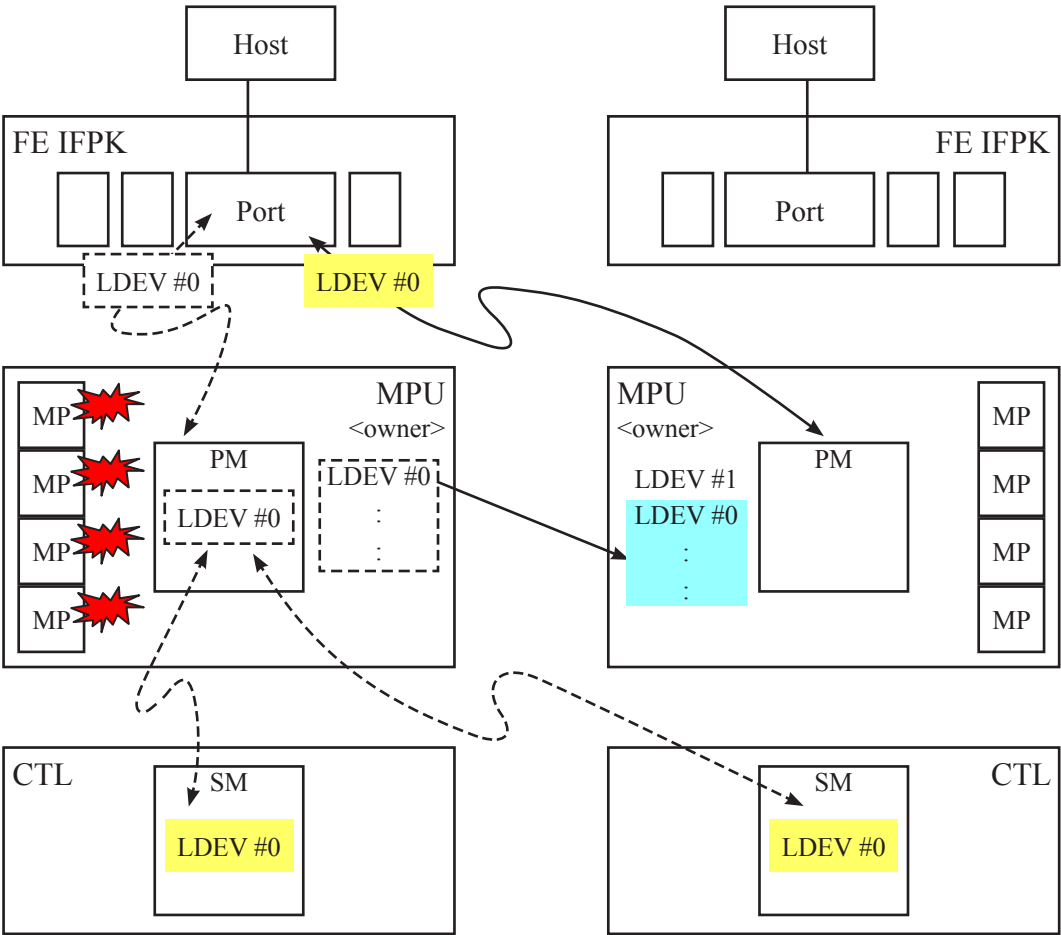 Host
Host
FE IFPK
FE IFPK
Port
Port
LDEV #0
LDEV #0
MPU
<owner>
MP
MP
MP
MP
PM
LDEV #0
LDEV #0
:
:
MPU
<owner>
LDEV #1
LDEV #0
:
:
PM
MP
MP
MP
MP
CTL
SM
LDEV #0
CTL
SM
LDEV #0